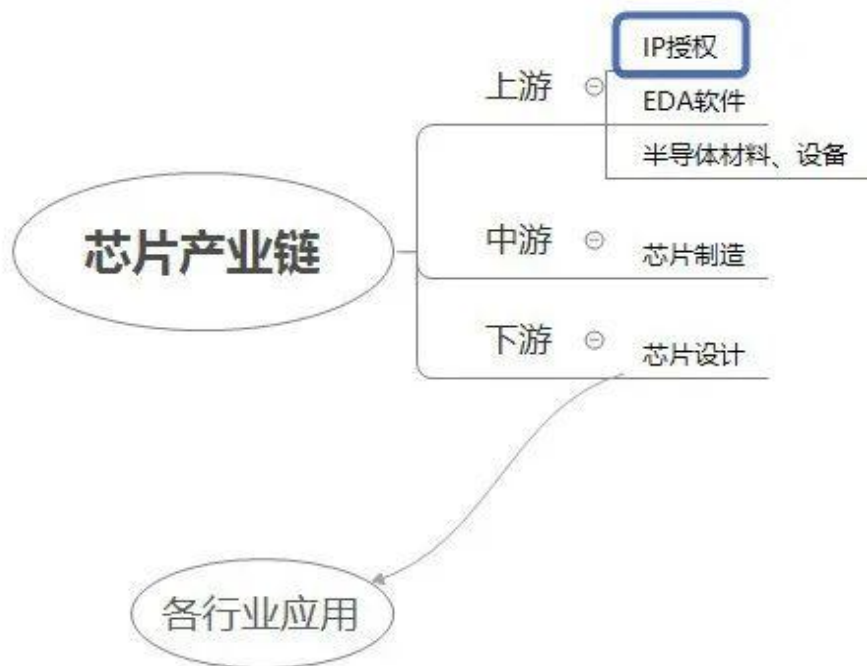 IP授权
上游
EDA软件
半导体材料、设备
芯片产业链
中游
芯片制造
下游
芯片设计
各行业应用